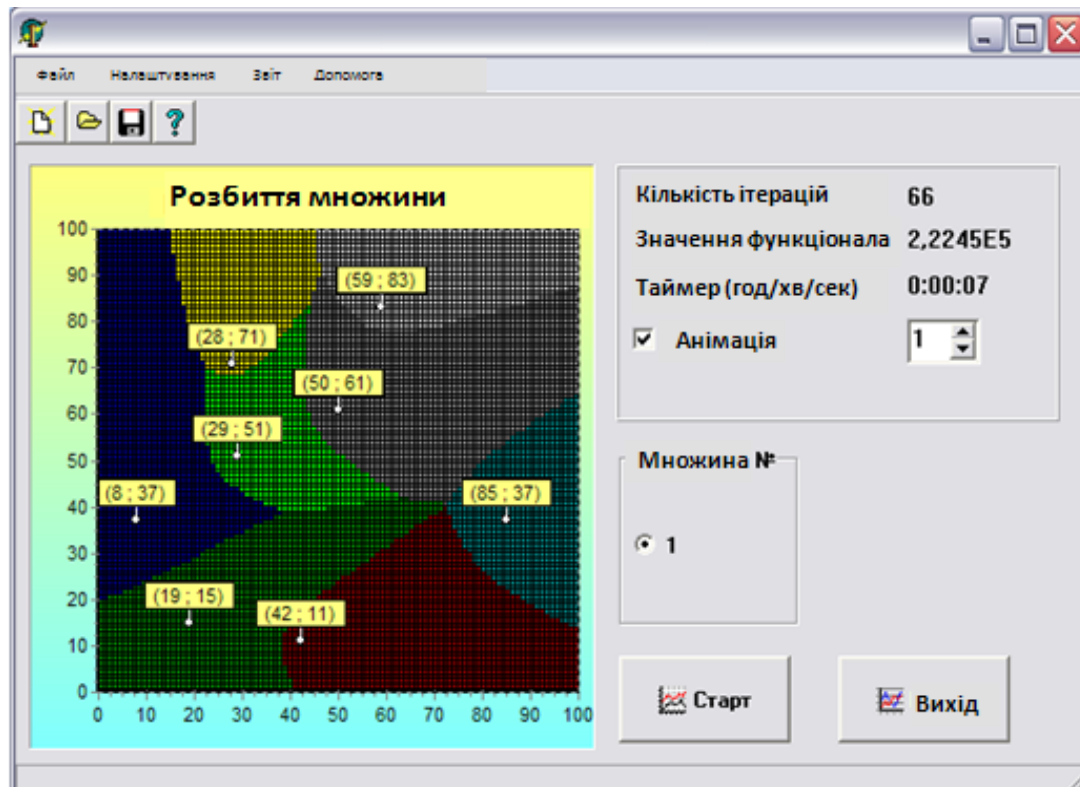 Файл Налаштування Звіт Допомога
Розбиття множини
100
90
80
70
60
50
40
30
20
10
0
0 10 20 30 40 50 60 70 80 90 100
(59 ; 83)
(28 ; 71)
(50 ; 61)
(29 ; 51)
(8 ; 37)
(85 ; 37)
(19 ; 15)
(42 ; 11)
Кількість ітерацій 66
Значення функціонала 2,2245E5
Таймер (год/хв/сек) 0:00:07
Анімація 1
Множина №
1
Старт
Вихід